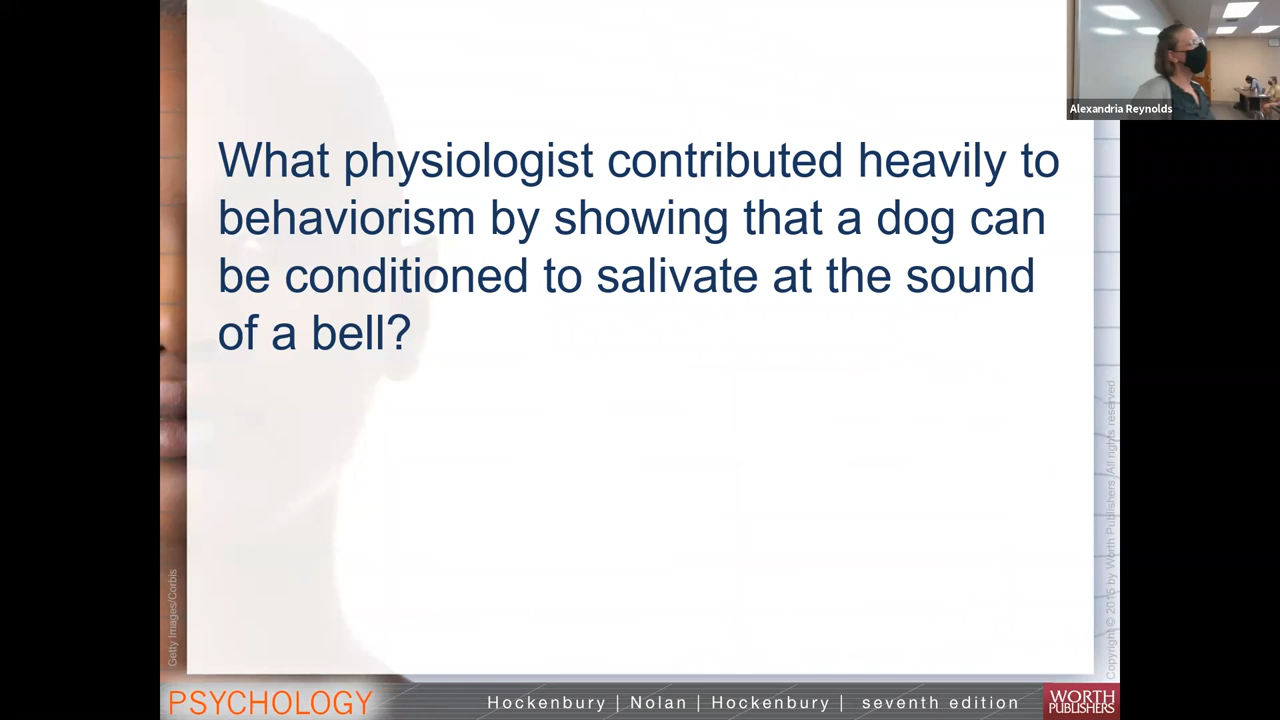 Alexandria Reynolds
What physiologist contributed heavily to
behaviorism by showing that a dog can
be conditioned to salivate at the sound
of a bell?
Getty Images/Corbis
Copyright © 2015 by Worth Publishers. All rights reserved
PSYCHOLOGY
Hockenbury | Nolan | Hockenbury | seventh edition
WORTH
PUBLISHERS